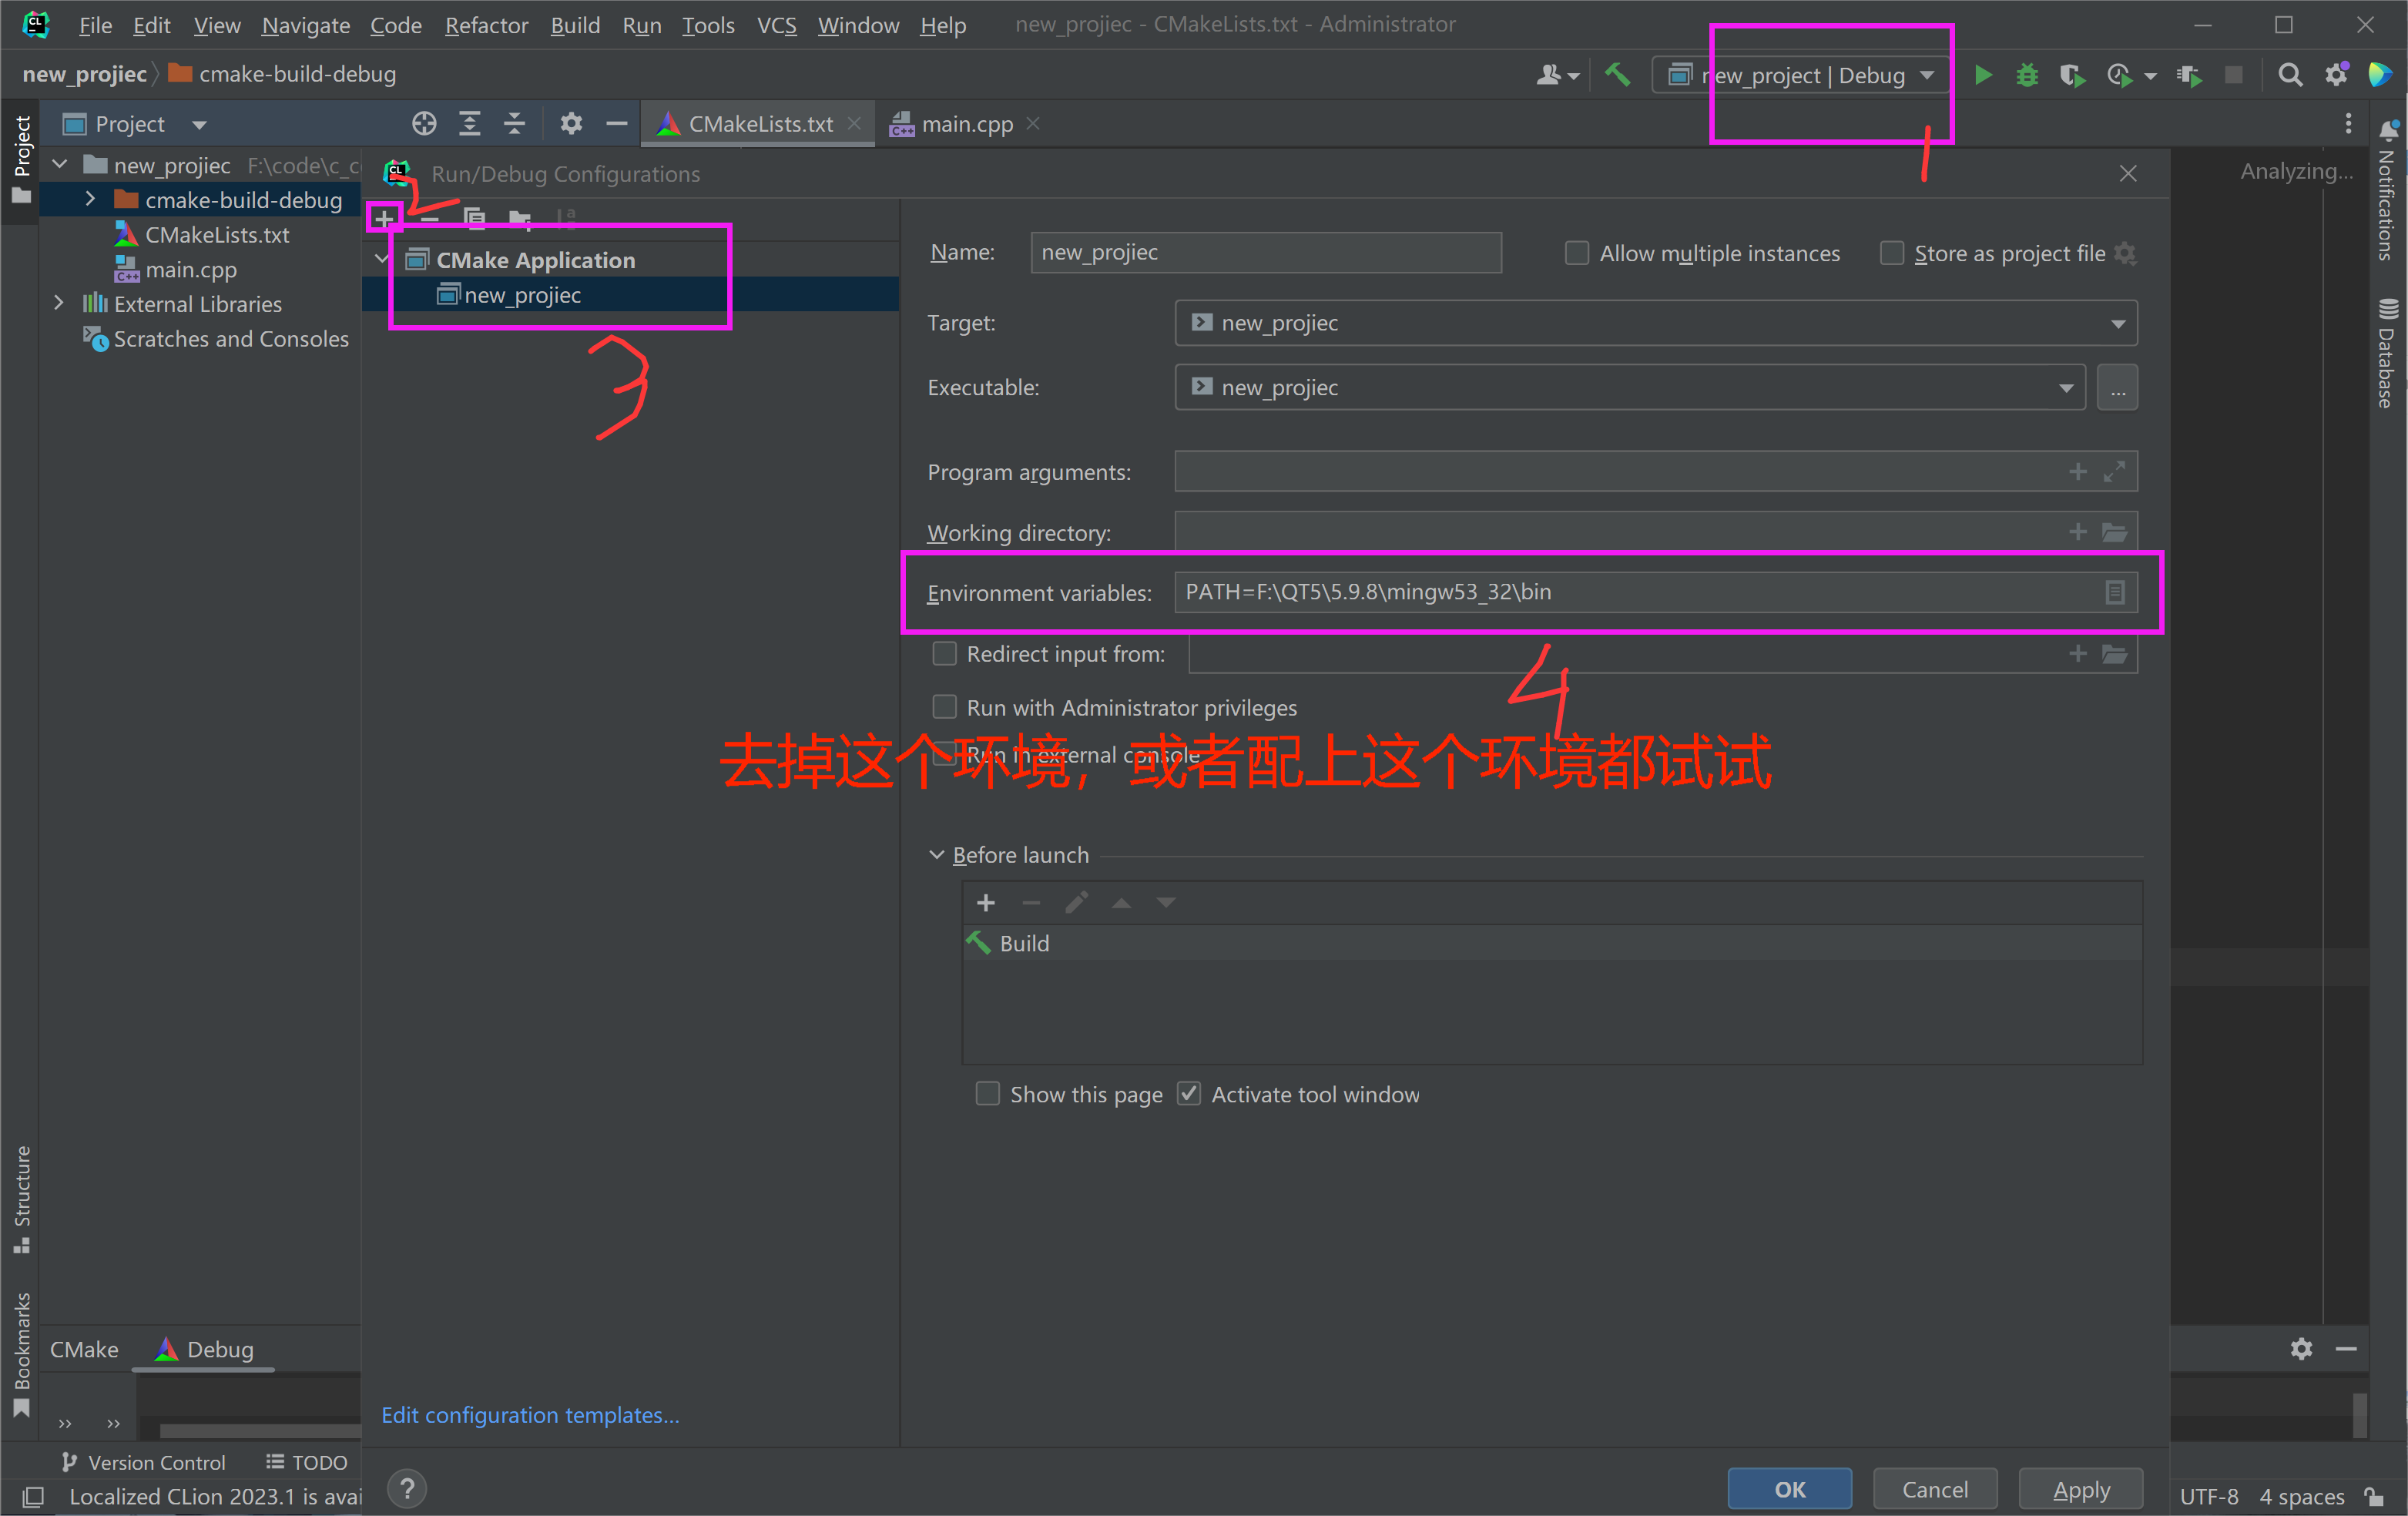 File Edit View Navigate Code Refactor Build Run Tools VCS Window Help new_projiec - CMakeLists.txt - Administrator
new_projiec cmake-build-debug
new_project | Debug
Project
Project
CMakeLists.txt
main.cpp
new_projiec F:\code\c_c
cmake-build-debug
CMakeLists.txt
main.cpp
External Libraries
Scratches and Consoles
Run/Debug Configurations
Analyzing...
Notifications
Database
1
2
3
4
CMake Application
new_projiec
Name: new_projiec
Allow multiple instances
Store as project file
Target: new_projiec
Executable: new_projiec
...
Program arguments:
Working directory:
Environment variables: PATH=F:\QT5\5.9.8\mingw53_32\bin
Redirect input from:
Run with Administrator privileges
Run in external console
去掉这个环境，或者配上这个环境都试试
Before launch
Build
Show this page
Activate tool window
Edit configuration templates...
Structure
Bookmarks
CMake Debug
Version Control TODO
Localized CLion 2023.1 is avai
? OK Cancel Apply
UTF-8 4 spaces